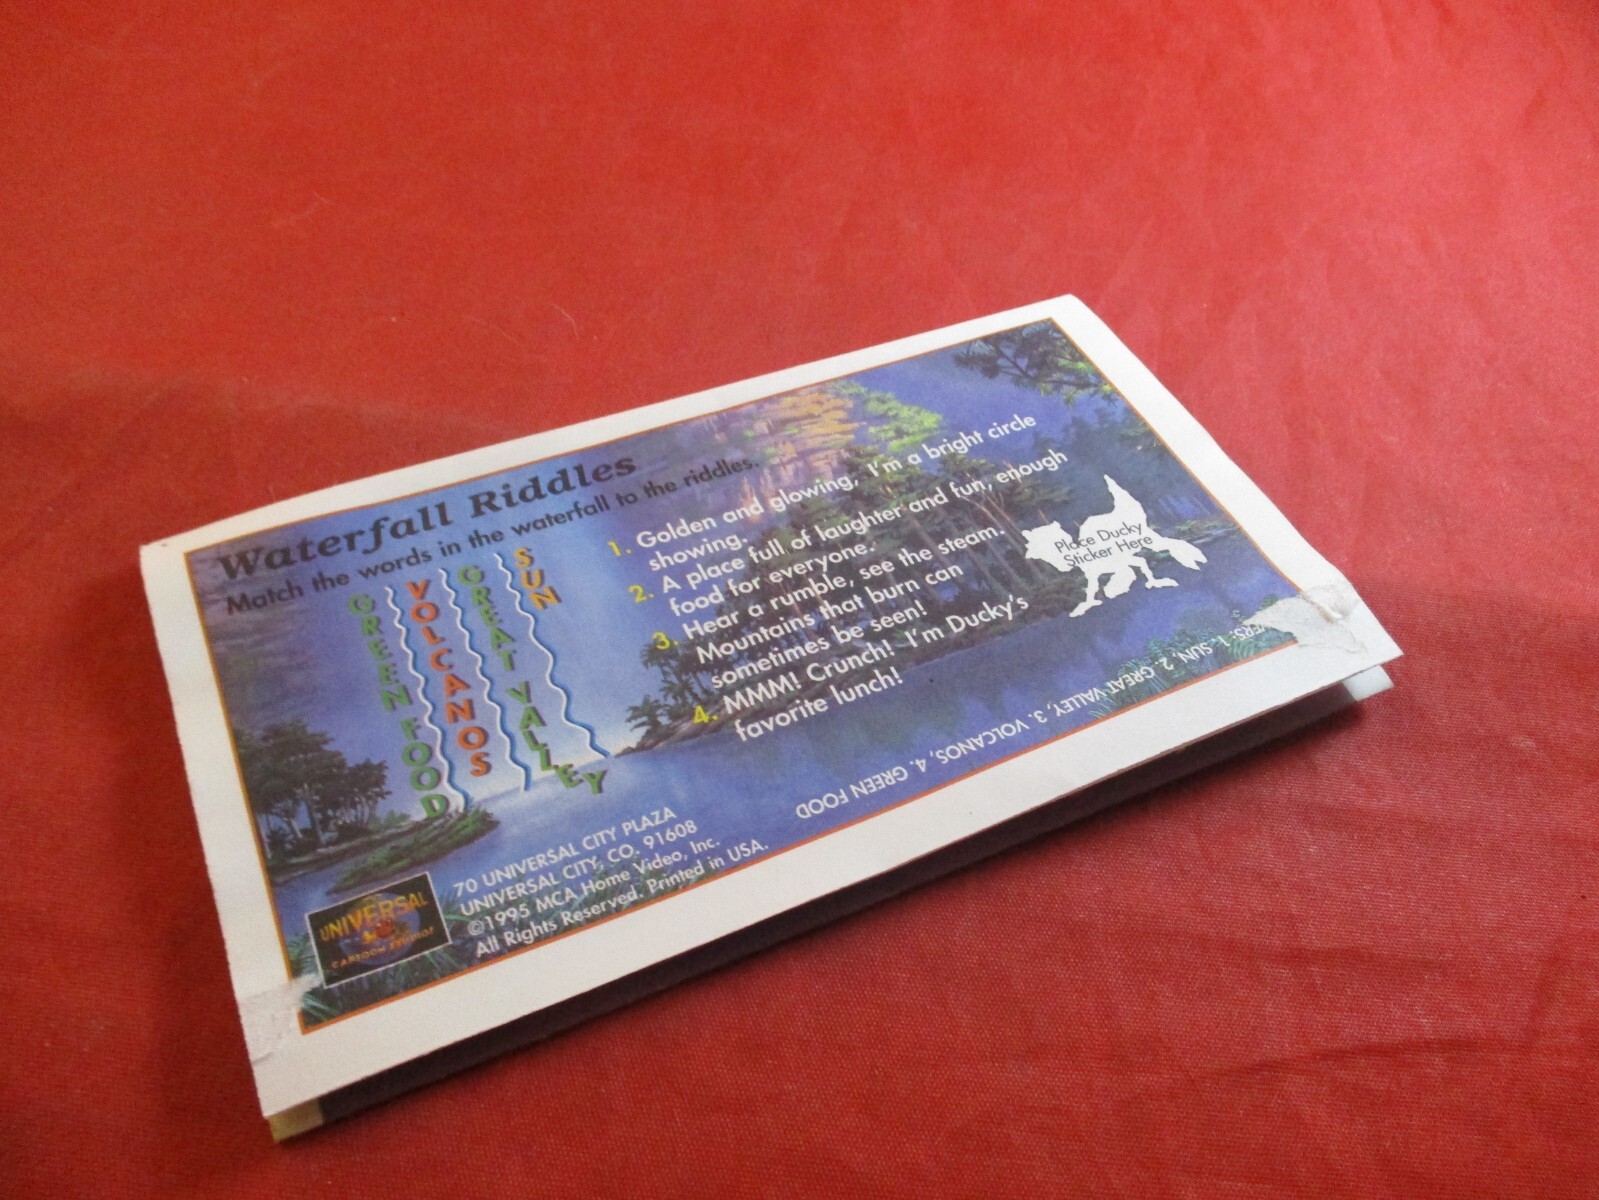 Waterfall Riddles
Match the words in the waterfall to the riddles.
GREEN FOOD
VOLCANOS
GREAT VALLEY
SUN
1. Golden and glowing, I'm a bright circle
showing.
2. A place full of laughter and fun, enough
food for everyone.
3. Hear a rumble, see the steam.
Mountains that burn can
sometimes be seen!
4. MMM! Crunch! I'm Ducky's
favorite lunch!
Place Ducky
Sticker Here
1. SUN, 2. GREAT VALLEY, 3. VOLCANOS, 4. GREEN FOOD
UNIVERSAL
CARTOON STUDIOS
70 UNIVERSAL CITY PLAZA
UNIVERSAL CITY, CO. 91608
©1995 MCA Home Video, Inc.
All Rights Reserved. Printed in USA.